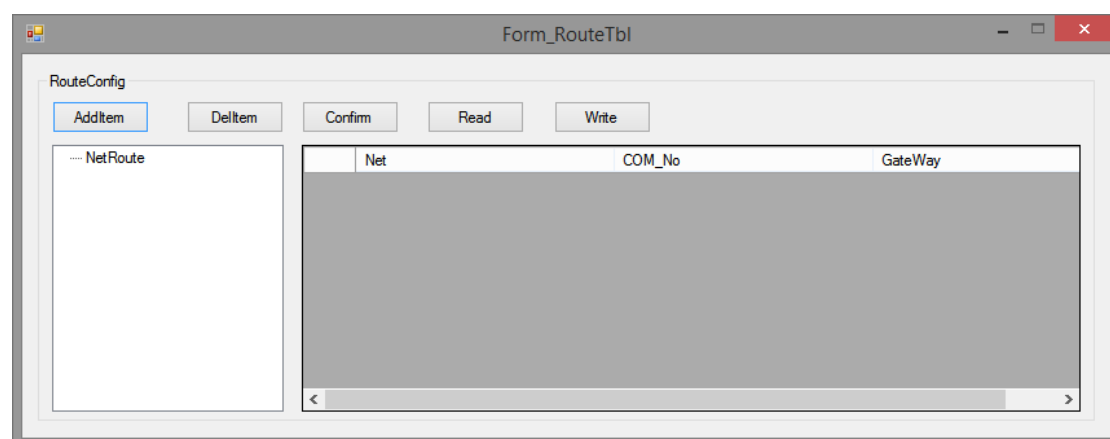 Form_RouteTbl
RouteConfig
AddItem DelItem Confirm Read Write
NetRoute
Net COM_No GateWay